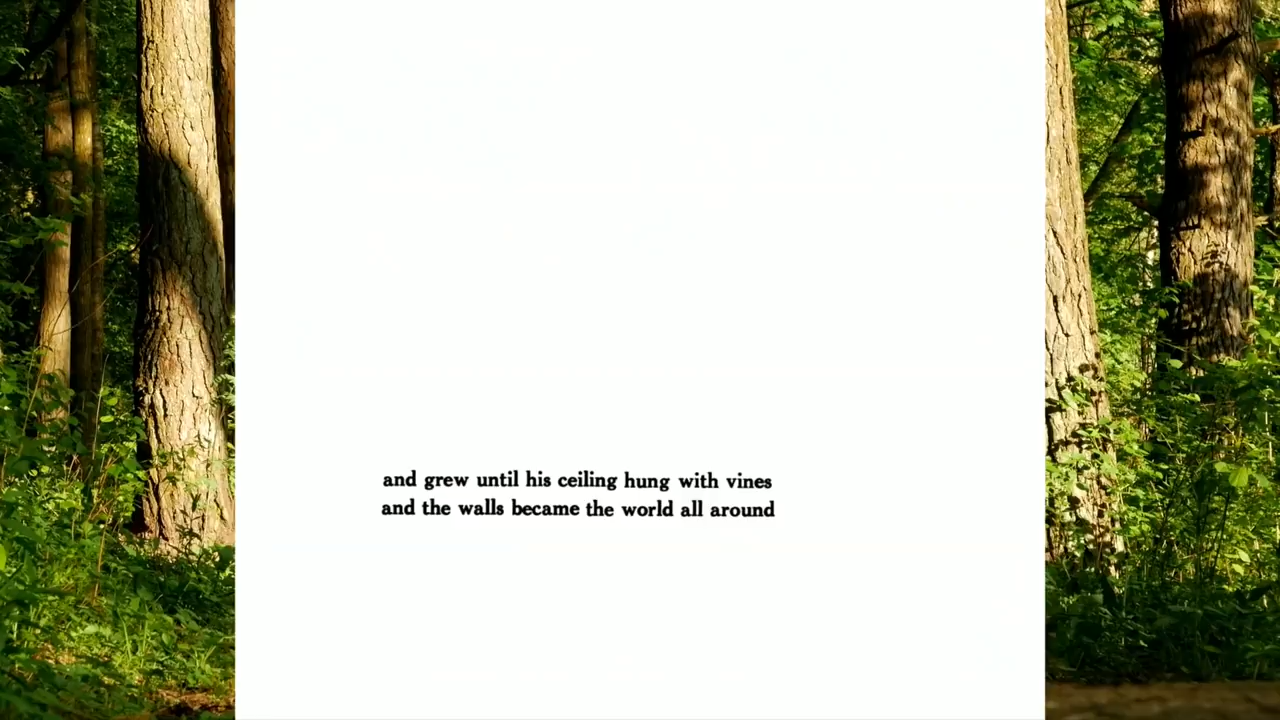 and grew until his ceiling hung with vines
and the walls became the world all around